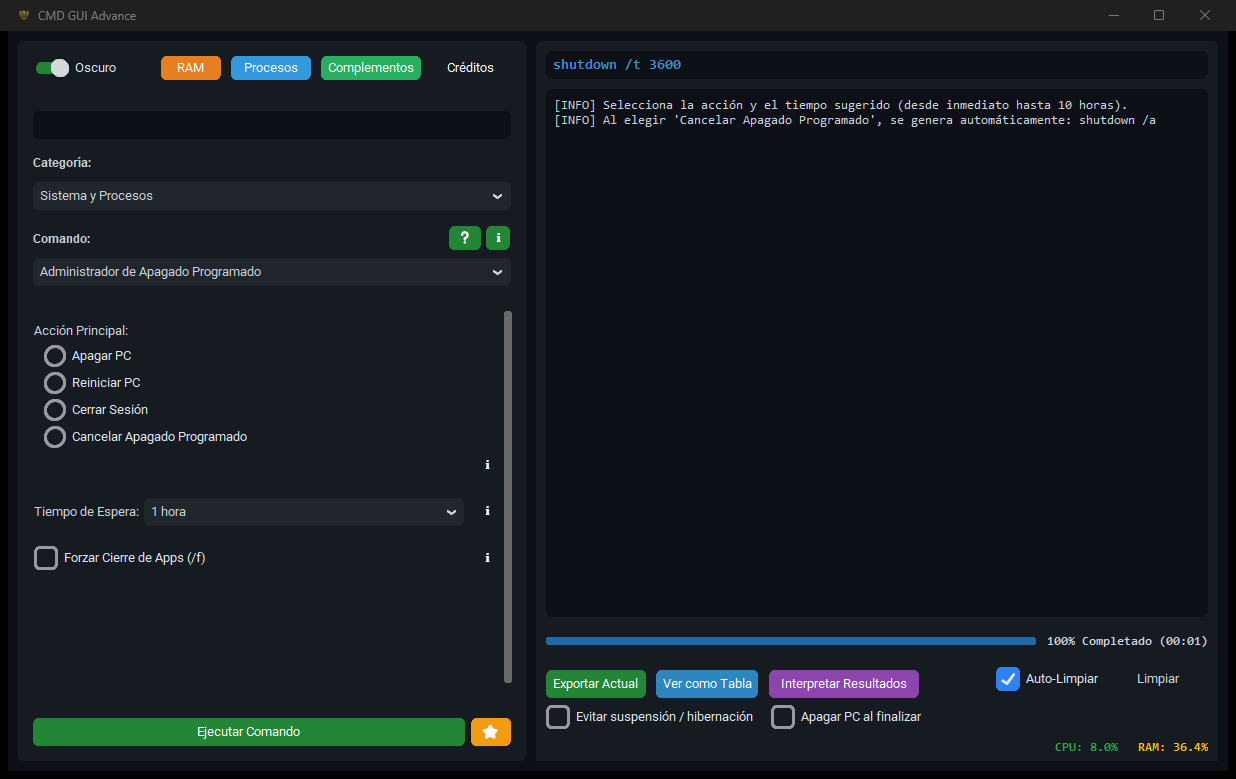 CMD GUI Advance
Oscuro
RAM
Procesos
Complementos
Créditos
Categoría:
Sistema y Procesos
Comando:
?
i
Administrador de Apagado Programado
Acción Principal:
Apagar PC
Reiniciar PC
Cerrar Sesión
Cancelar Apagado Programado
i
Tiempo de Espera:
1 hora
i
Forzar Cierre de Apps (/f)
i
Ejecutar Comando
shutdown /t 3600
[INFO] Selecciona la acción y el tiempo sugerido (desde inmediato hasta 10 horas).
[INFO] Al elegir 'Cancelar Apagado Programado', se genera automáticamente: shutdown /a
100% Completado (00:01)
Exportar Actual
Ver como Tabla
Interpretar Resultados
Auto-Limpiar
Limpiar
Evitar suspensión / hibernación
Apagar PC al finalizar
CPU: 8.0%
RAM: 36.4%